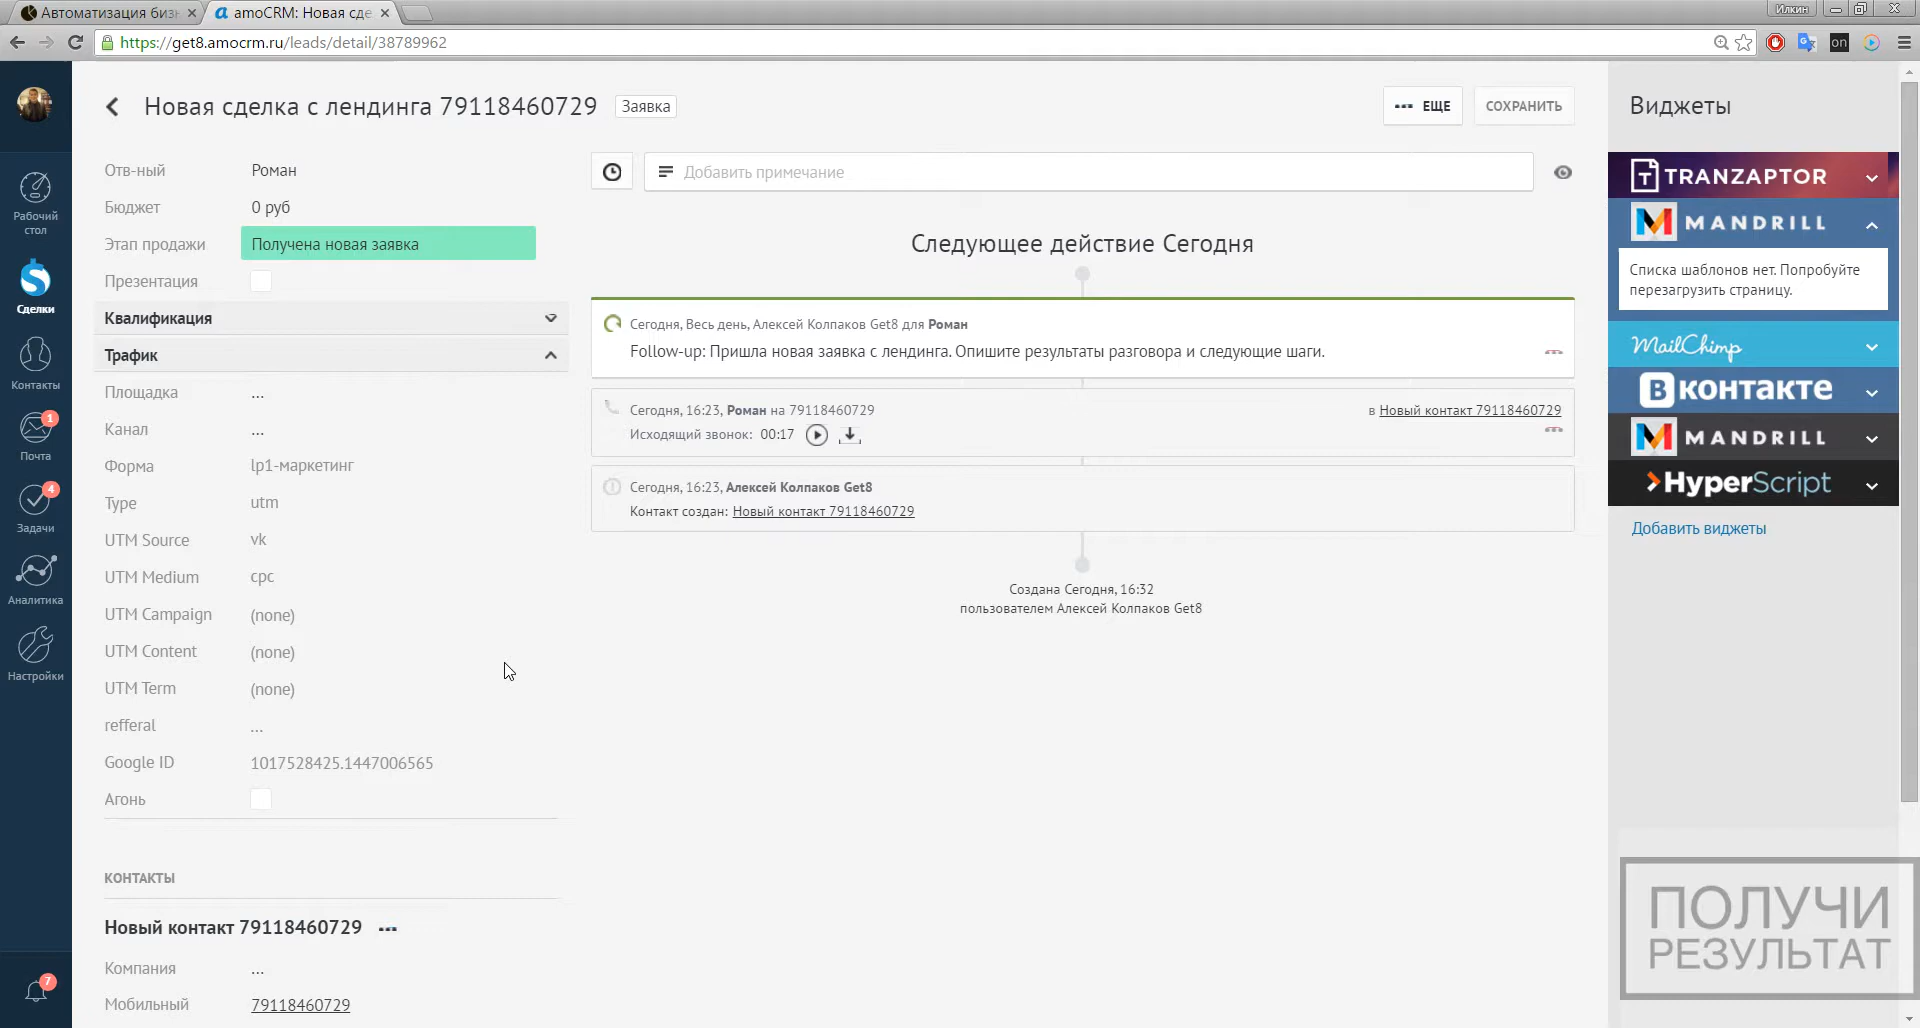 Автоматизация бизн
amoCRM: Новая сде
Илкин
https://get8.amocrm.ru/leads/detail/38789962
on
Новая сделка с лендинга 79118460729
Заявка
ЕЩЕ
СОХРАНИТЬ
Виджеты
Рабочий
стол
Сделки
Контакты
1
Почта
4
Задачи
Аналитика
Настройки
7
Отв-ный Роман
Бюджет 0 руб
Этап продажи Получена новая заявка
Презентация
Квалификация
Трафик
Площадка ...
Канал ...
Форма lp1-маркетинг
Type utm
UTM Source vk
UTM Medium cpc
UTM Campaign (none)
UTM Content (none)
UTM Term (none)
refferal ...
Google ID 1017528425.1447006565
Агонь
КОНТАКТЫ
Новый контакт 79118460729
Компания ...
Мобильный 79118460729
Добавить примечание
Следующее действие Сегодня
Сегодня, Весь день, Алексей Колпаков Get8 для Роман
Follow-up: Пришла новая заявка с лендинга. Опишите результаты разговора и следующие шаги.
Сегодня, 16:23, Роман на 79118460729
в Новый контакт 79118460729
Исходящий звонок: 00:17
Сегодня, 16:23, Алексей Колпаков Get8
Контакт создан: Новый контакт 79118460729
Создана Сегодня, 16:32
пользователем Алексей Колпаков Get8
TRANZAPTOR
MANDRILL
Списка шаблонов нет. Попробуйте
перезагрузить страницу.
MailChimp
Вконтакте
MANDRILL
HyperScript
Добавить виджеты
ПОЛУЧИ
РЕЗУЛЬТАТ